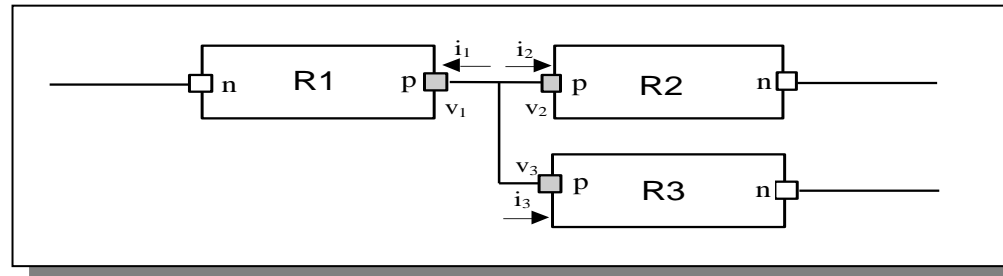 i₁ i₂
n R1 p p R2 n
v₁ v₂
v₃
p R3 n
i₃